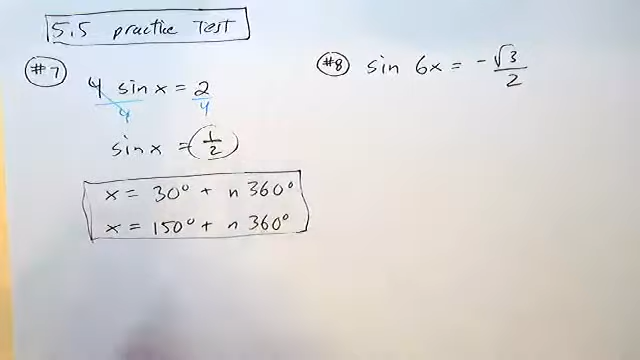 5.5 practice Test
#7
4 sin x = 2
4 4
sin x = 1/2
x = 30° + n 360°
x = 150° + n 360°
#8 sin 6x = -√3/2